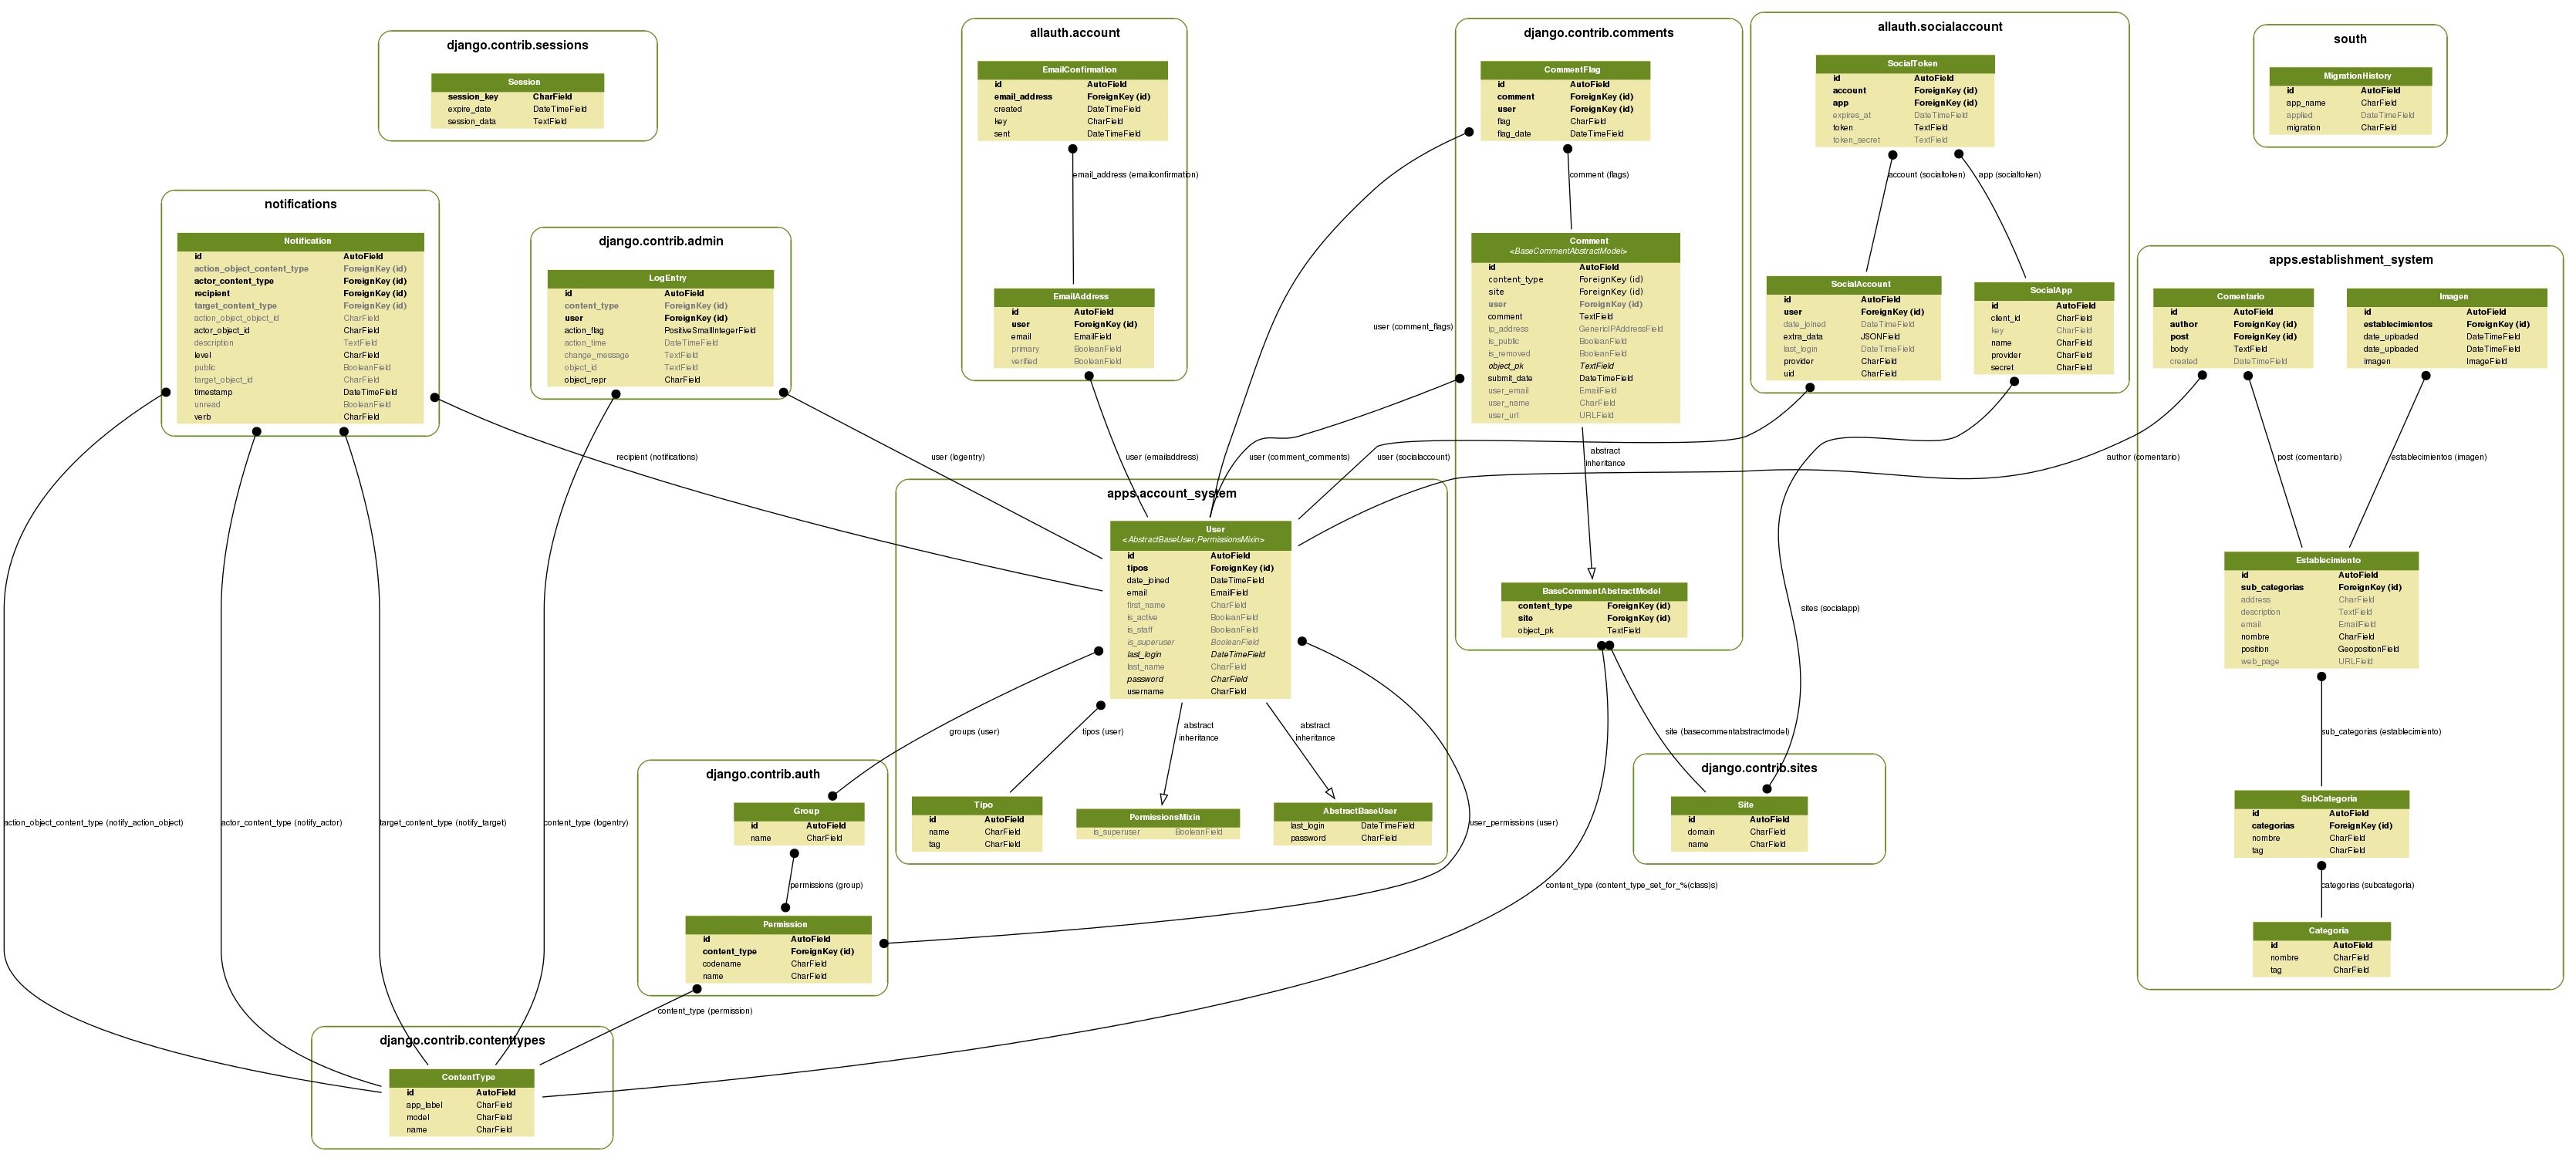 django.contrib.sessions
Session
session_key CharField
expire_date DateTimeField
session_data TextField
allauth.account
EmailConfirmation
id AutoField
email_address ForeignKey (id)
created DateTimeField
key CharField
sent DateTimeField
email_address (emailconfirmation)
EmailAddress
id AutoField
user ForeignKey (id)
email EmailField
primary BooleanField
verified BooleanField
django.contrib.comments
CommentFlag
id AutoField
comment ForeignKey (id)
user ForeignKey (id)
flag CharField
flag_date DateTimeField
comment (flags)
Comment
<BaseCommentAbstractModel>
id AutoField
content_type ForeignKey (id)
site ForeignKey (id)
user ForeignKey (id)
comment TextField
ip_address GenericIPAddressField
is_public BooleanField
is_removed BooleanField
object_pk TextField
submit_date DateTimeField
user_email EmailField
user_name CharField
user_url URLField
abstract
inheritance
BaseCommentAbstractModel
content_type ForeignKey (id)
site ForeignKey (id)
object_pk TextField
allauth.socialaccount
SocialToken
id AutoField
account ForeignKey (id)
app ForeignKey (id)
expires_at DateTimeField
token TextField
token_secret TextField
account (socialtoken)
app (socialtoken)
SocialAccount
id AutoField
user ForeignKey (id)
date_joined DateTimeField
extra_data JSONField
last_login DateTimeField
provider CharField
uid CharField
SocialApp
id AutoField
client_id CharField
key CharField
name CharField
provider CharField
secret CharField
south
MigrationHistory
id AutoField
app_name CharField
applied DateTimeField
migration CharField
notifications
Notification
id AutoField
action_object_content_type ForeignKey (id)
actor_content_type ForeignKey (id)
recipient ForeignKey (id)
target_content_type ForeignKey (id)
action_object_object_id CharField
actor_object_id CharField
description TextField
level CharField
public BooleanField
target_object_id CharField
timestamp DateTimeField
unread BooleanField
verb CharField
django.contrib.admin
LogEntry
id AutoField
content_type ForeignKey (id)
user ForeignKey (id)
action_flag PositiveSmallIntegerField
action_time DateTimeField
change_message TextField
object_id TextField
object_repr CharField
apps.establishment_system
Comentario
id AutoField
author ForeignKey (id)
post ForeignKey (id)
body TextField
created DateTimeField
Imagen
id AutoField
establecimientos ForeignKey (id)
date_uploaded DateTimeField
date_uploaded DateTimeField
imagen ImageField
post (comentario)
establecimientos (imagen)
Establecimiento
id AutoField
sub_categorias ForeignKey (id)
address CharField
description TextField
email EmailField
nombre CharField
position GeopositionField
web_page URLField
sub_categorias (establecimiento)
SubCategoria
id AutoField
categorias ForeignKey (id)
nombre CharField
tag CharField
categorias (subcategoria)
Categoria
id AutoField
nombre CharField
tag CharField
user (comment_flags)
recipient (notifications)
user (logentry)
user (emailaddress)
user (comment_comments)
user (socialaccount)
author (comentario)
sites (socialapp)
apps.account_system
User
<AbstractBaseUser,PermissionsMixin>
id AutoField
tipos ForeignKey (id)
date_joined DateTimeField
email EmailField
first_name CharField
is_active BooleanField
is_staff BooleanField
is_superuser BooleanField
last_login DateTimeField
last_name CharField
password CharField
username CharField
groups (user)
tipos (user)
abstract
inheritance
abstract
inheritance
Tipo
id AutoField
name CharField
tag CharField
PermissionsMixin
is_superuser BooleanField
AbstractBaseUser
last_login DateTimeField
password CharField
user_permissions (user)
site (basecommentabstractmodel)
django.contrib.sites
Site
id AutoField
domain CharField
name CharField
django.contrib.auth
Group
id AutoField
name CharField
permissions (group)
Permission
id AutoField
content_type ForeignKey (id)
codename CharField
name CharField
action_object_content_type (notify_action_object)
actor_content_type (notify_actor)
target_content_type (notify_target)
content_type (logentry)
content_type (content_type_set_for_%(class)s)
content_type (permission)
django.contrib.contenttypes
ContentType
id AutoField
app_label CharField
model CharField
name CharField